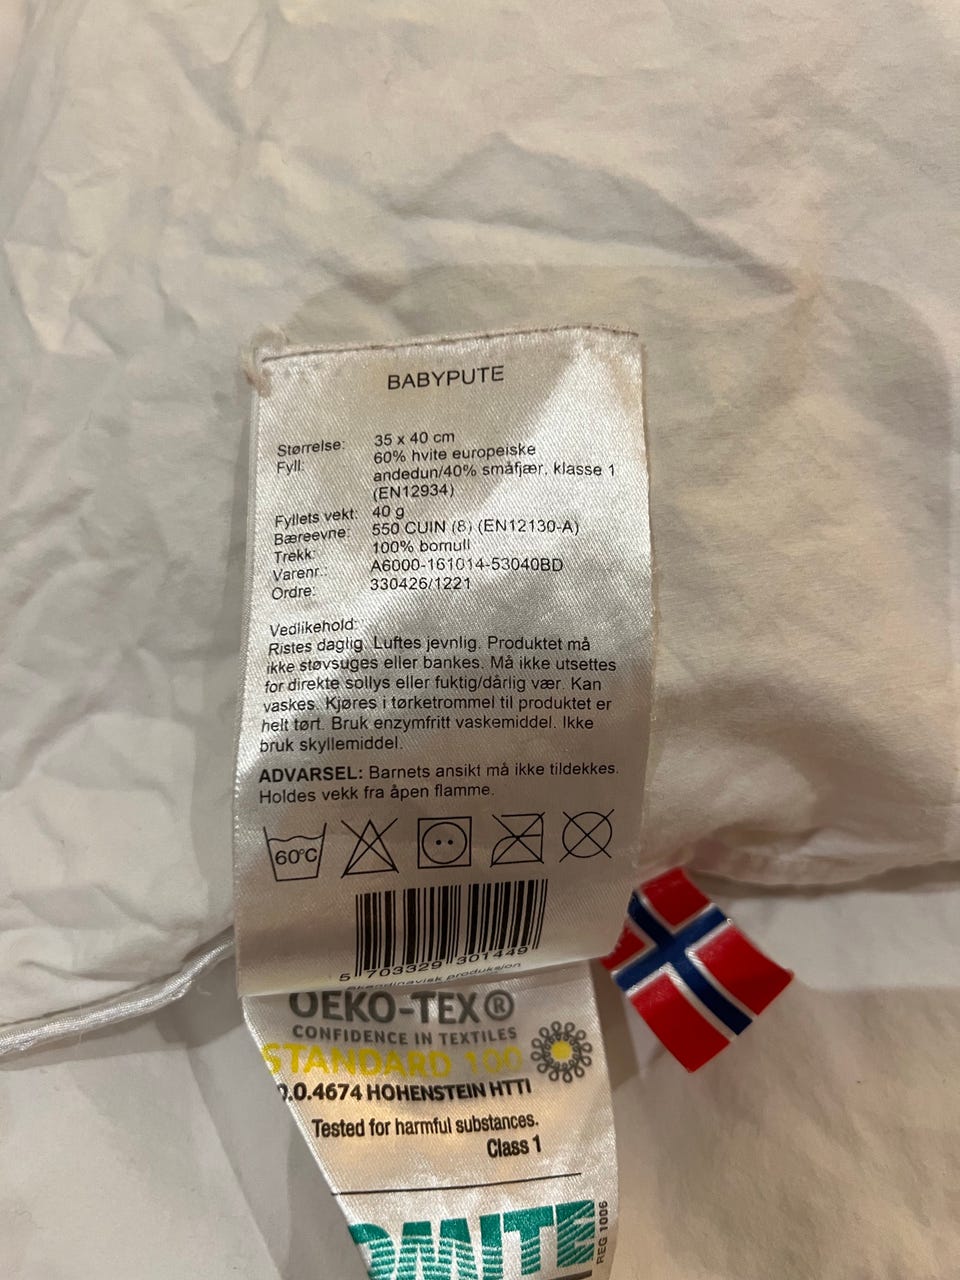 BABYPUTE
Størrelse: 35 x 40 cm
Fyll: 60% hvite europeiske
andedun/40% småfjær, klasse 1
(EN12934)
Fyllets vekt: 40 g
Bæreevne: 550 CUIN (8) (EN12130-A)
Trekk: 100% bomull
Varenr.: A6000-161014-53040BD
Ordre: 330426/1221
Vedlikehold:
Ristes daglig. Luftes jevnlig. Produktet må
ikke støvsuges eller bankes. Må ikke utsettes
for direkte sollys eller fuktig/dårlig vær. Kan
vaskes. Kjøres i tørketrommel til produktet er
helt tørt. Bruk enzymfritt vaskemiddel. Ikke
bruk skyllemiddel.
ADVARSEL: Barnets ansikt må ikke tildekkes.
Holdes vekk fra åpen flamme.
60°C
5 703329 301449
Skandinavisk produksjon
OEKO-TEX®
CONFIDENCE IN TEXTILES
STANDARD 100
.0.4674 HOHENSTEIN HTTI
Tested for harmful substances.
Class 1
REG 1006